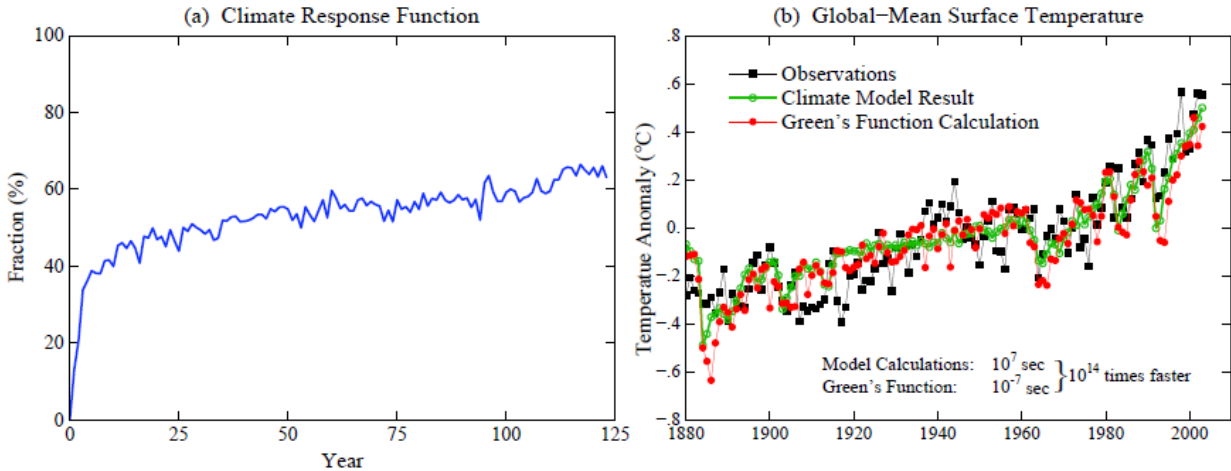 (a) Climate Response Function
100
80
60
40
20
0
Fraction (%)
0 25 50 75 100 125
Year
(b) Global−Mean Surface Temperature
.8
.6
.4
.2
0.
−.2
−.4
−.6
−.8
Temperatue Anomaly (°C)
Observations
Climate Model Result
Green's Function Calculation
Model Calculations: 10⁷ sec
Green's Function: 10⁻⁷ sec
10¹⁴ times faster
1880 1900 1920 1940 1960 1980 2000